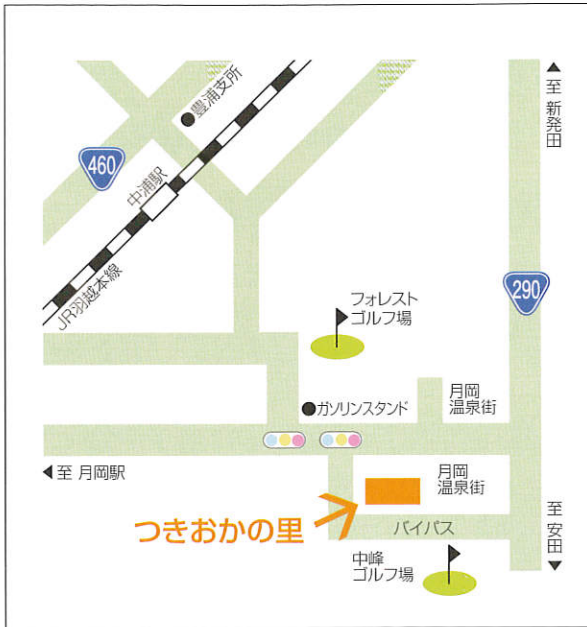 豊浦支所
至 新発田
460
中浦駅
JR羽越本線
290
フォレスト
ゴルフ場
ガソリンスタンド
月岡
温泉街
至 月岡駅
月岡
温泉街
つきおかの里
バイパス
至 安田
中峰
ゴルフ場